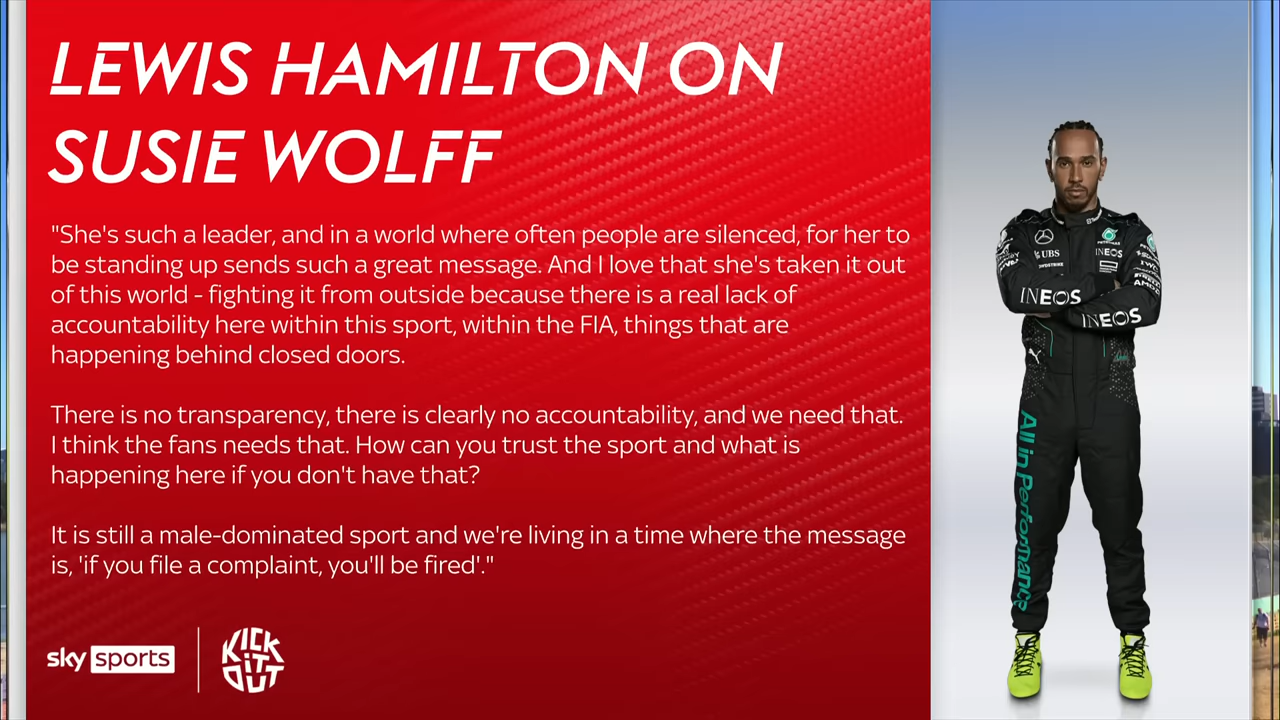 LEWIS HAMILTON ON
SUSIE WOLFF
"She's such a leader, and in a world where often people are silenced, for her to
be standing up sends such a great message. And I love that she's taken it out
of this world - fighting it from outside because there is a real lack of
accountability here within this sport, within the FIA, things that are
happening behind closed doors.
There is no transparency, there is clearly no accountability, and we need that.
I think the fans needs that. How can you trust the sport and what is
happening here if you don't have that?
It is still a male-dominated sport and we're living in a time where the message
is, 'if you file a complaint, you'll be fired'."
sky sports
KICK
IT
OUT
PETRONAS
UBS
INEOS
AMD
INEOS
INEOS
All in Performance